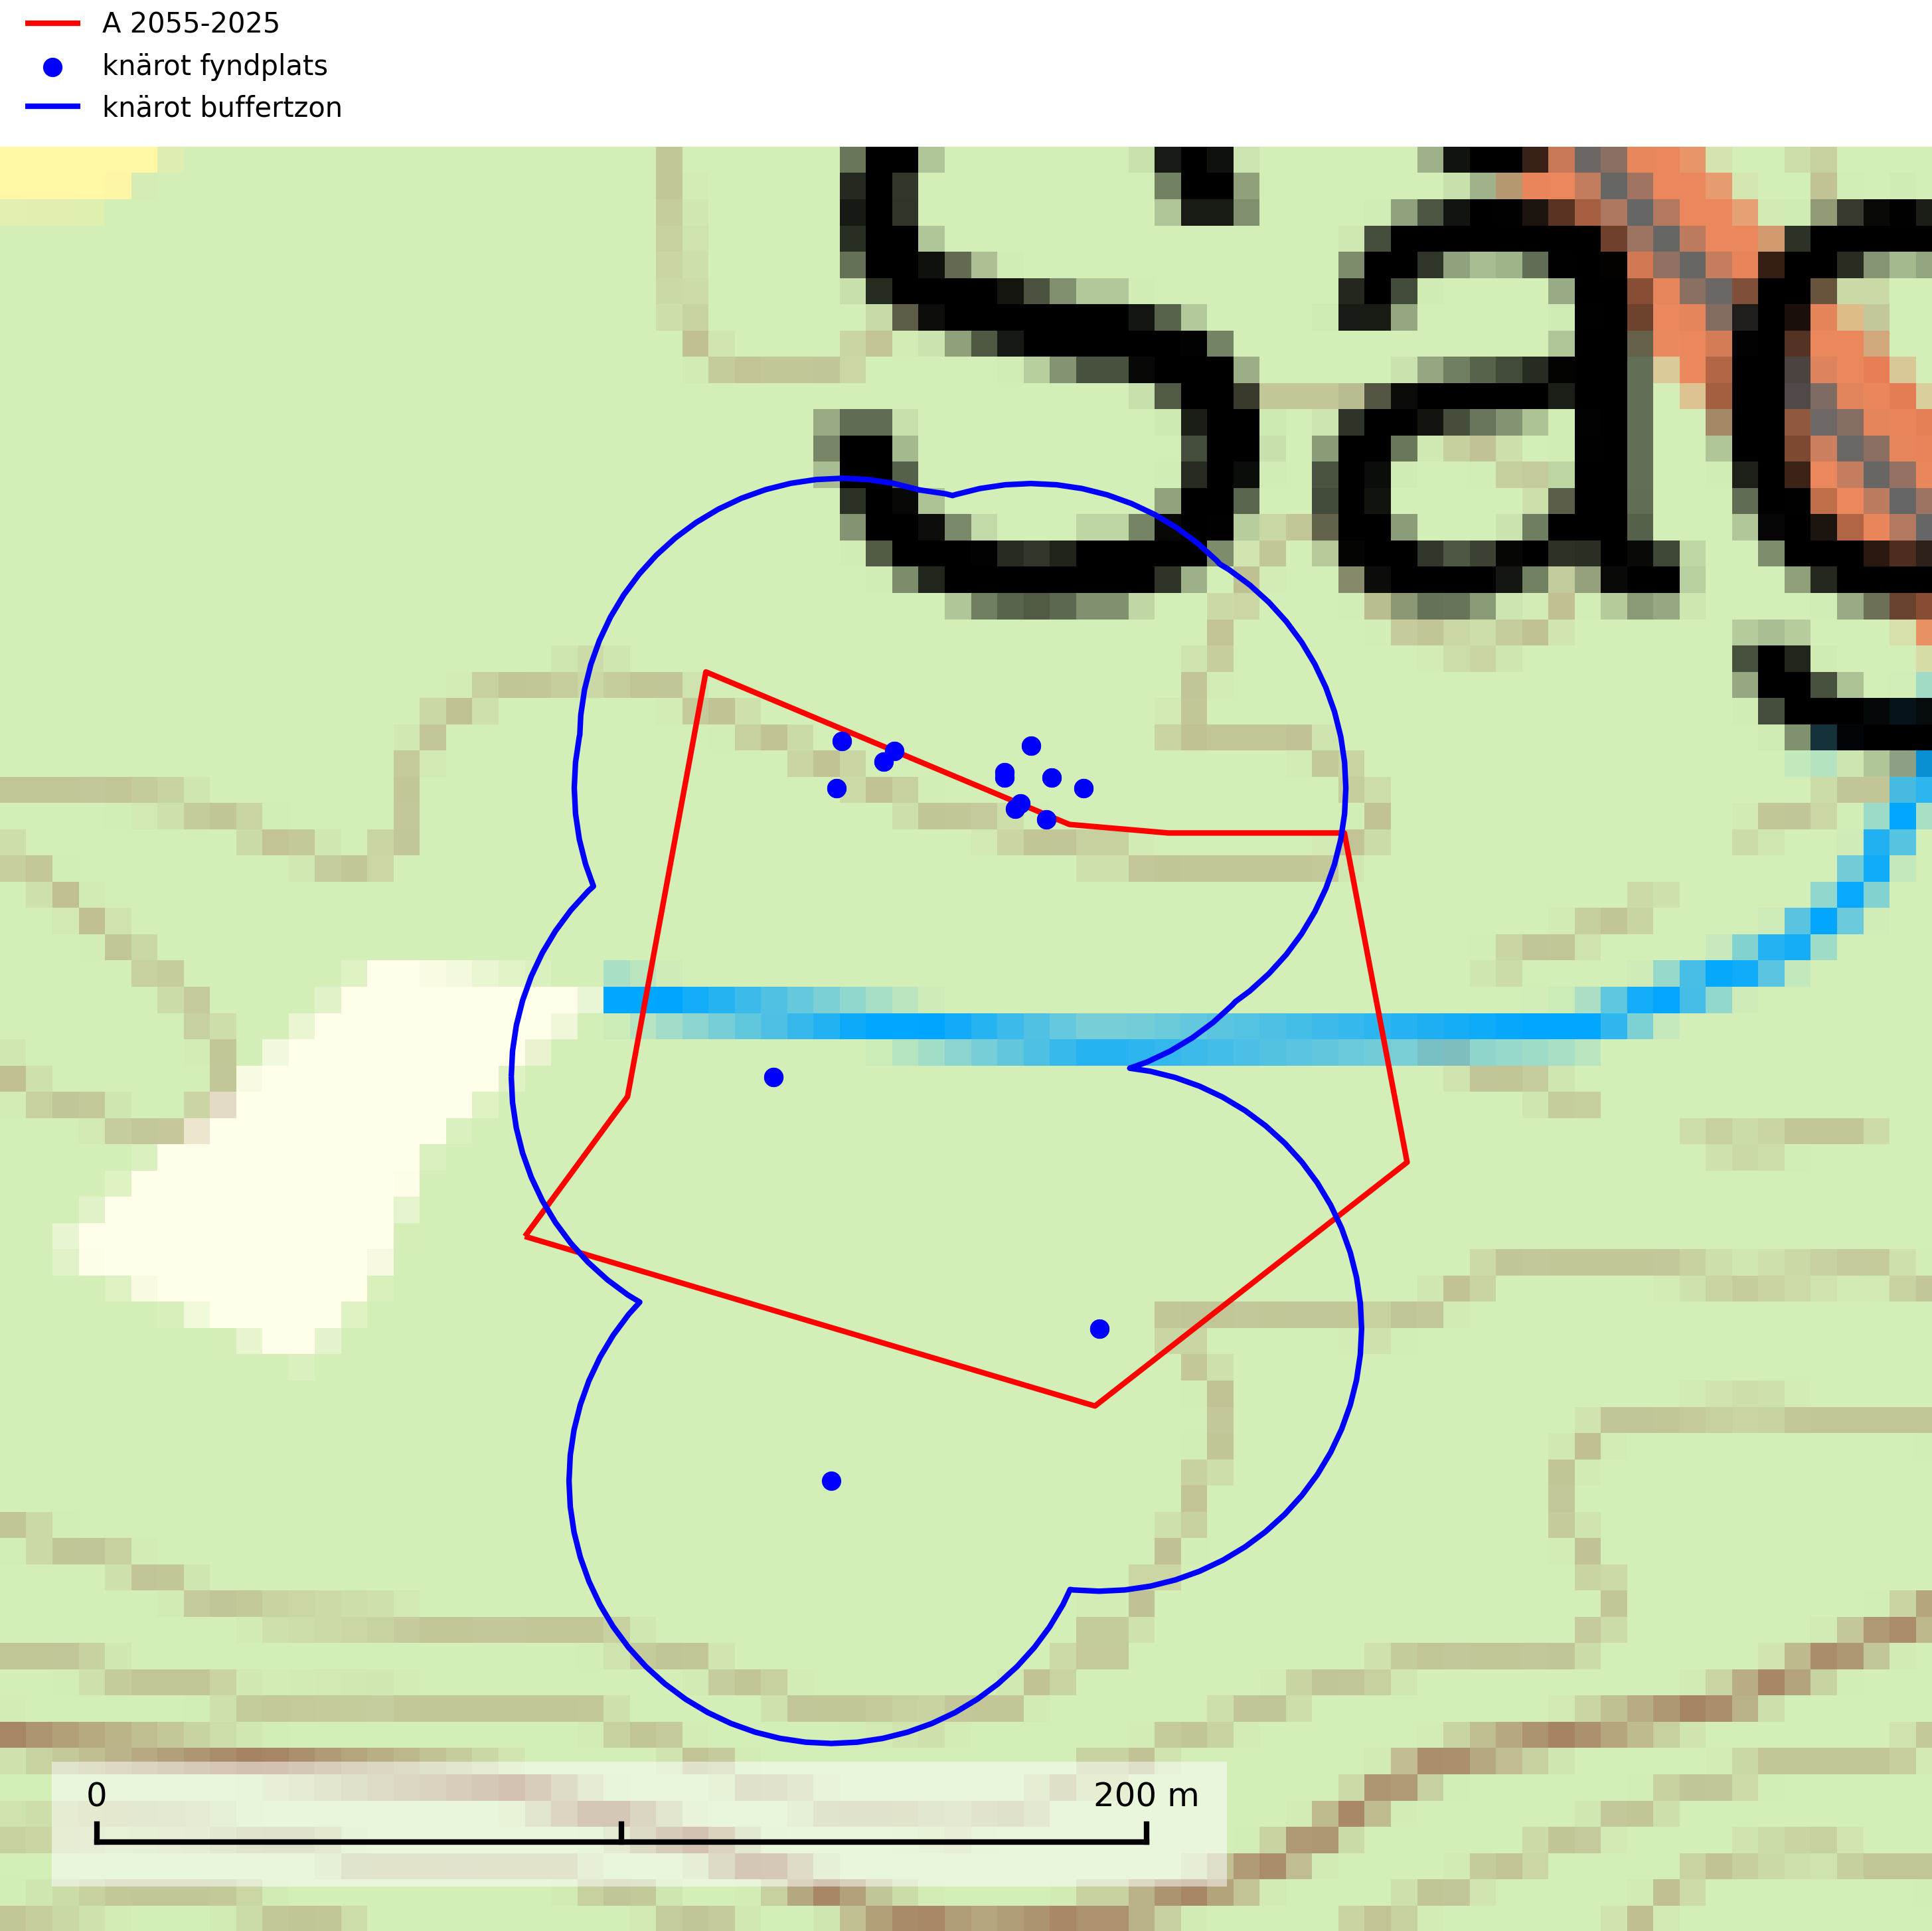 A 2055-2025
knärot fyndplats
knärot buffertzon
0 200 m